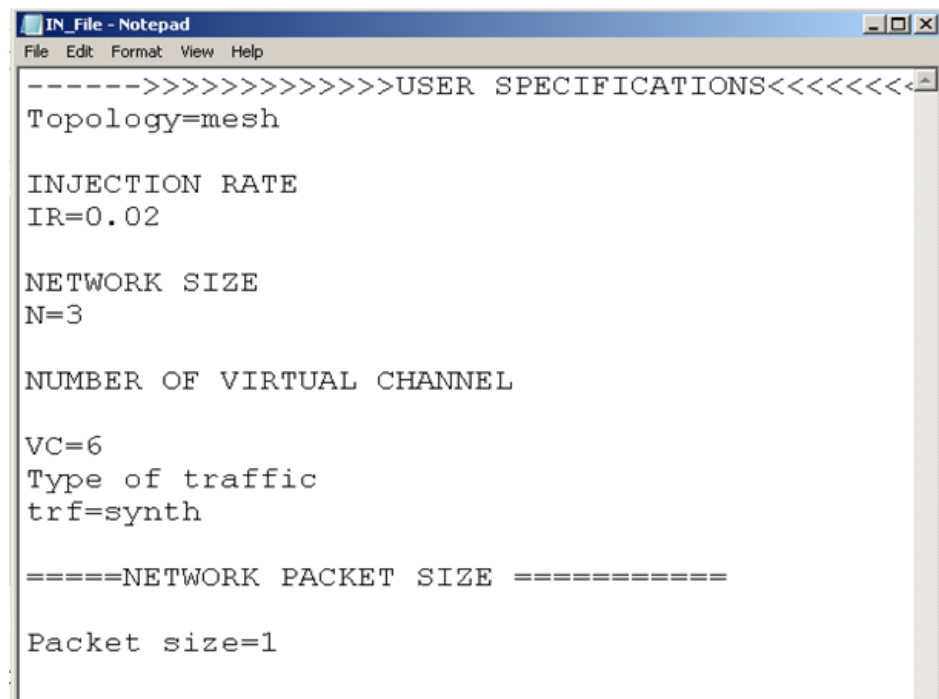 IN_File - Notepad
File Edit Format View Help
------>>>>>>>>>>>>>USER SPECIFICATIONS<<<<<<<<
Topology=mesh
INJECTION RATE
IR=0.02
NETWORK SIZE
N=3
NUMBER OF VIRTUAL CHANNEL
VC=6
Type of traffic
trf=synth
=====NETWORK PACKET SIZE ===========
Packet size=1